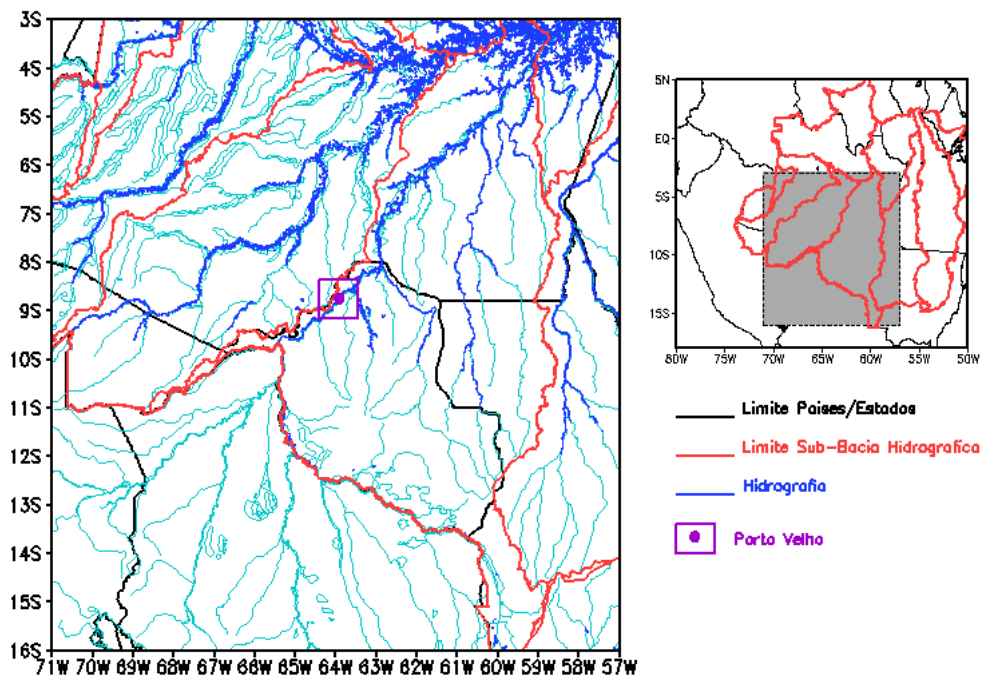 3S
4S
5S
6S
7S
8S
9S
10S
11S
12S
13S
14S
15S
16S
71W 70W 69W 68W 67W 66W 65W 64W 63W 62W 61W 60W 59W 58W 57W
5N
EQ
5S
10S
15S
80W 75W 70W 65W 60W 55W 50W
Limite Paises/Estados
Limite Sub-Bacia Hidrografica
Hidrografia
Porto Velho